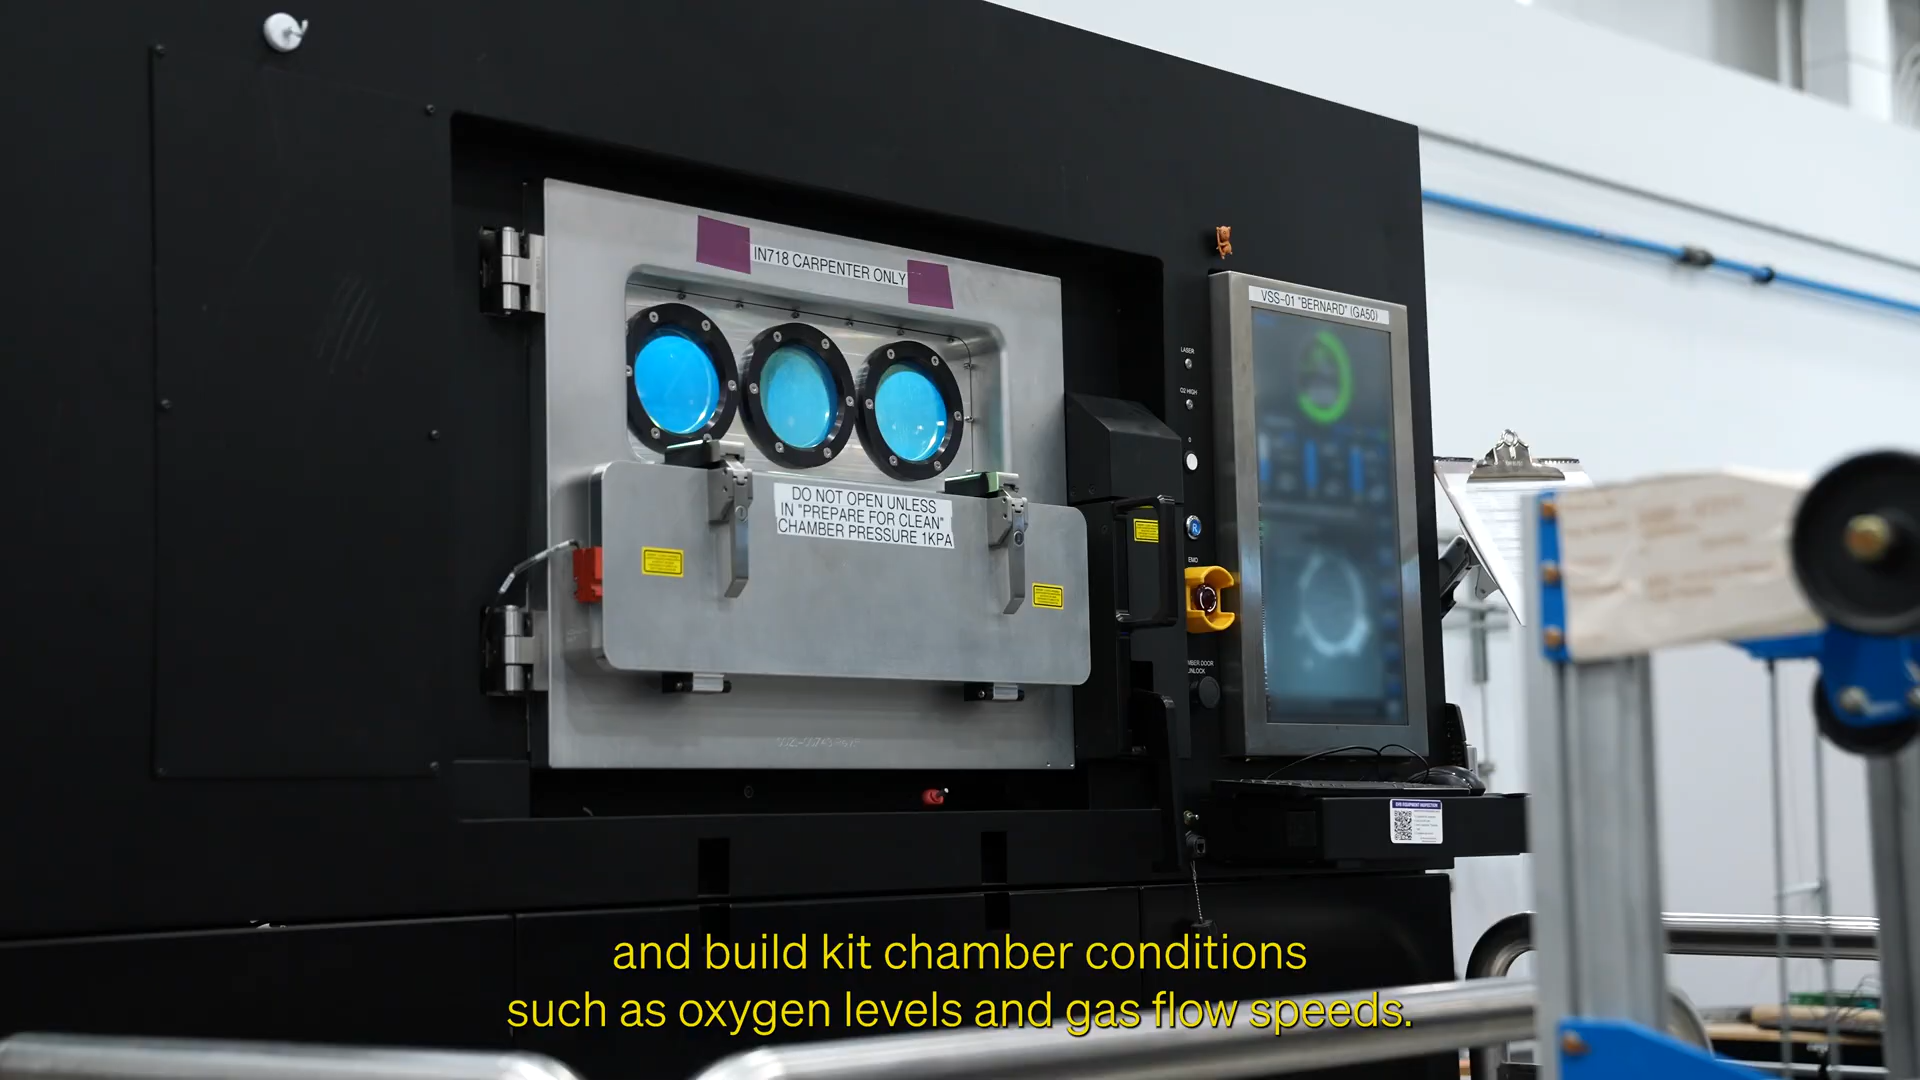 IN718 CARPENTER ONLY
VSS-01 "BERNARD" (GA50)
LASER
O2 HIGH
DO NOT OPEN UNLESS
IN "PREPARE FOR CLEAN"
CHAMBER PRESSURE 1KPA
EMO
and build kit chamber conditions
such as oxygen levels and gas flow speeds.